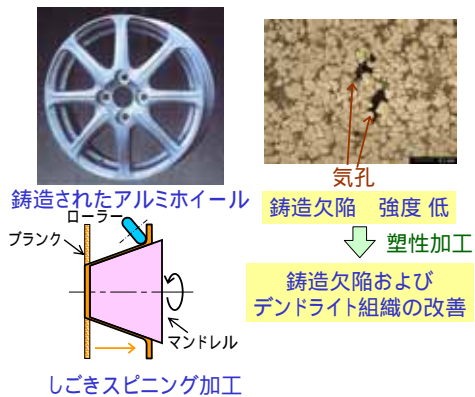 鋳造されたアルミホイール
ローラー
ブランク
マンドレル
しごきスピニング加工
気孔
鋳造欠陥 強度 低
塑性加工
鋳造欠陥および
デンドライト組織の改善